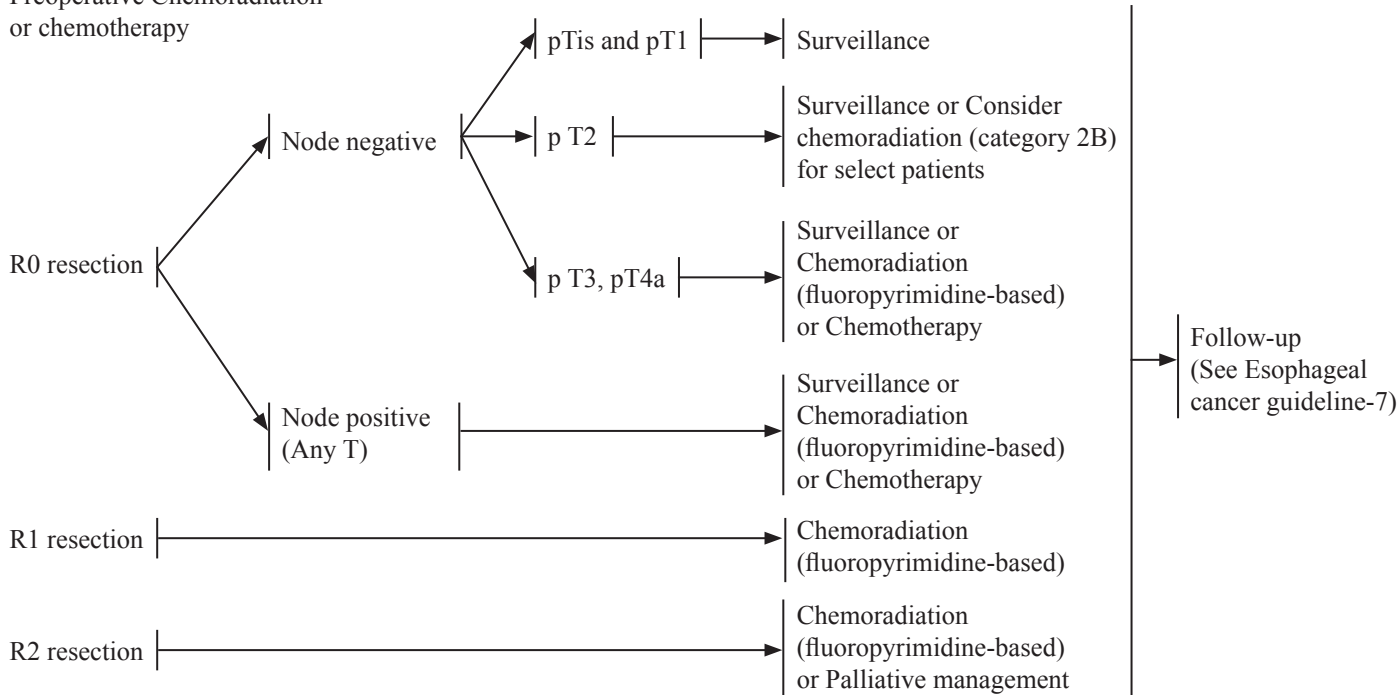 Preoperative Chemoradiation
or chemotherapy
pTis and pT1
Surveillance
Node negative
p T2
Surveillance or Consider
chemoradiation (category 2B)
for select patients
R0 resection
p T3, pT4a
Surveillance or
Chemoradiation
(fluoropyrimidine-based)
or Chemotherapy
Node positive
(Any T)
Surveillance or
Chemoradiation
(fluoropyrimidine-based)
or Chemotherapy
R1 resection
Chemoradiation
(fluoropyrimidine-based)
R2 resection
Chemoradiation
(fluoropyrimidine-based)
or Palliative management
Follow-up
(See Esophageal
cancer guideline-7)